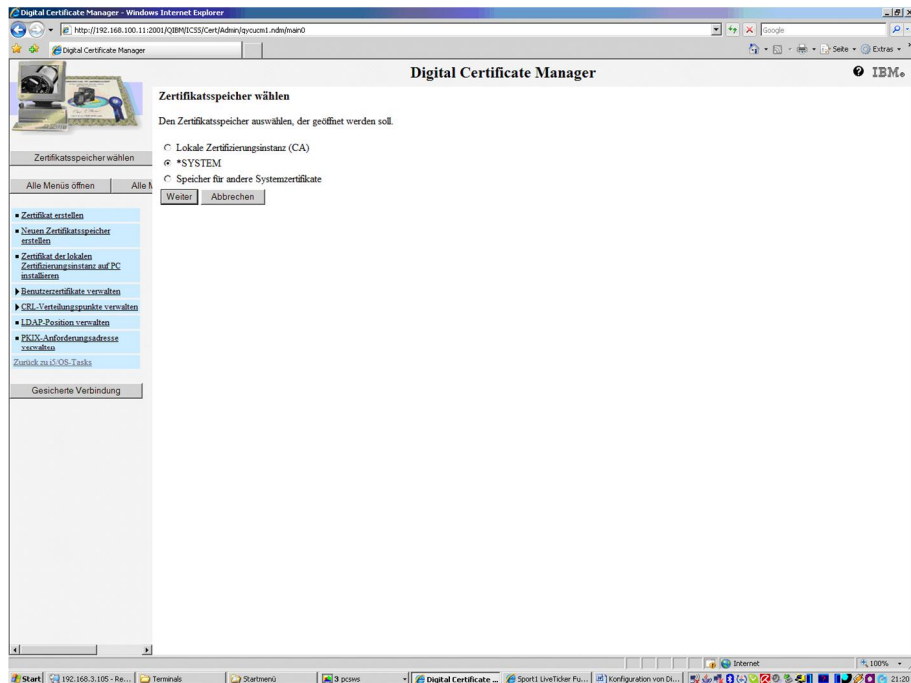 Digital Certificate Manager - Windows Internet Explorer
http://192.168.100.11:2001/QIBM/ICSS/Cert/Admin/qycucm1.ndm/main0
Google
Digital Certificate Manager
Seite
Extras
Digital Certificate Manager
IBM
Zertifikatsspeicher wählen
Den Zertifikatsspeicher auswählen, der geöffnet werden soll.
Lokale Zertifizierungsinstanz (CA)
*SYSTEM
Speicher für andere Systemzertifikate
Weiter
Abbrechen
Zertifikatsspeicher wählen
Alle Menüs öffnen
Alle M
Zertifikat erstellen
Neuen Zertifikatsspeicher
erstellen
Zertifikat der lokalen
Zertifizierungsinstanz auf PC
installieren
Benutzerzertifikate verwalten
CRL-Verteilungspunkte verwalten
LDAP-Position verwalten
PKIX-Anforderungsadresse
verwalten
Zurück zu i5/OS-Tasks
Gesicherte Verbindung
Internet
100%
Start
192.168.3.105 - Re...
Terminals
Startmenü
3 pcsws
Digital Certificate ...
Sport1 LiveTicker Fu...
Konfiguration von Di...
21:20